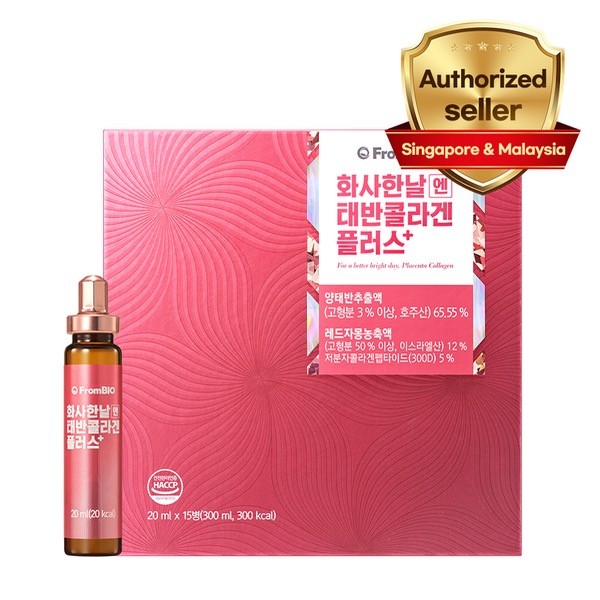 Authorized
seller
Singapore & Malaysia
FromBIO
화사한날엔
태반콜라겐
플러스+
For a better bright day, Placenta Collagen
양태반추출액
(고형분 3 % 이상, 호주산) 65.55 %
레드자몽농축액
(고형분 50 % 이상, 이스라엘산) 12 %
저분자콜라겐펩타이드(300D) 5 %
FromBIO
화사한날엔
태반콜라겐
플러스+
20 ml(20 kcal)
HACCP
20 ml x 15병(300 ml, 300 kcal)